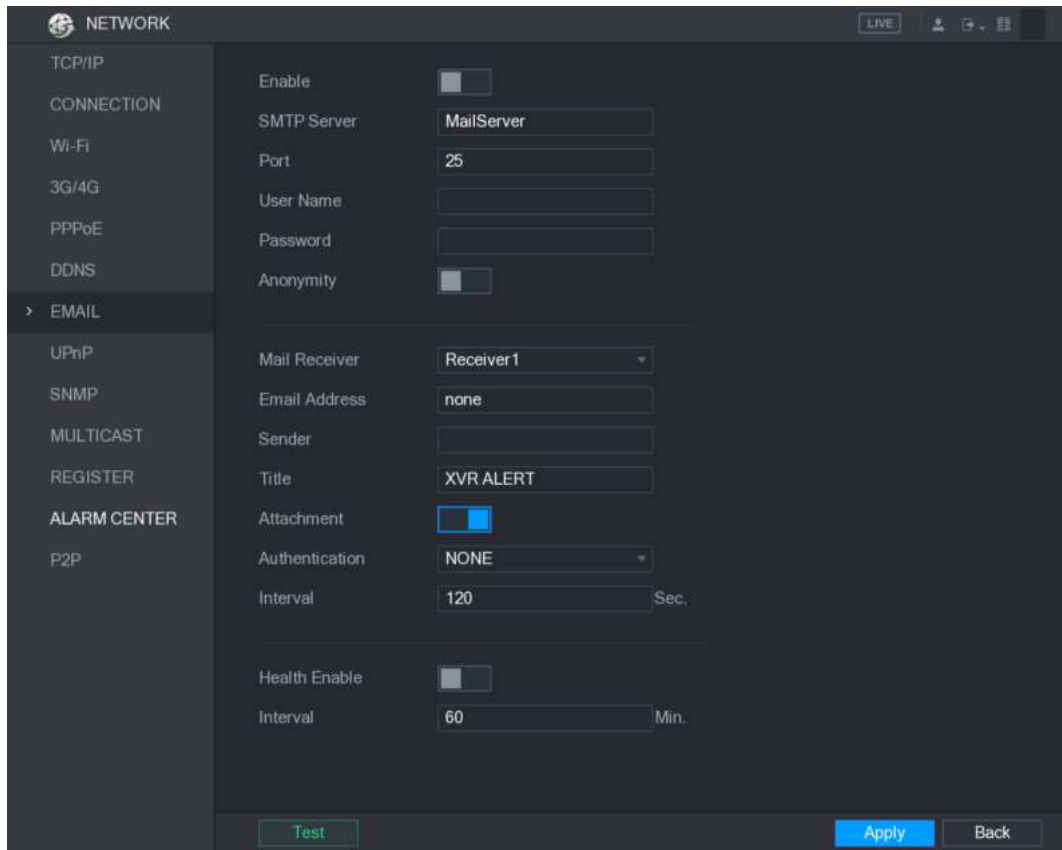 NETWORK
LIVE
TCP/IP
CONNECTION
Wi-Fi
3G/4G
PPPoE
DDNS
EMAIL
UPnP
SNMP
MULTICAST
REGISTER
ALARM CENTER
P2P
Enable
SMTP Server MailServer
Port 25
User Name
Password
Anonymity
Mail Receiver Receiver1
Email Address none
Sender
Title XVR ALERT
Attachment
Authentication NONE
Interval 120 Sec.
Health Enable
Interval 60 Min.
Test Apply Back